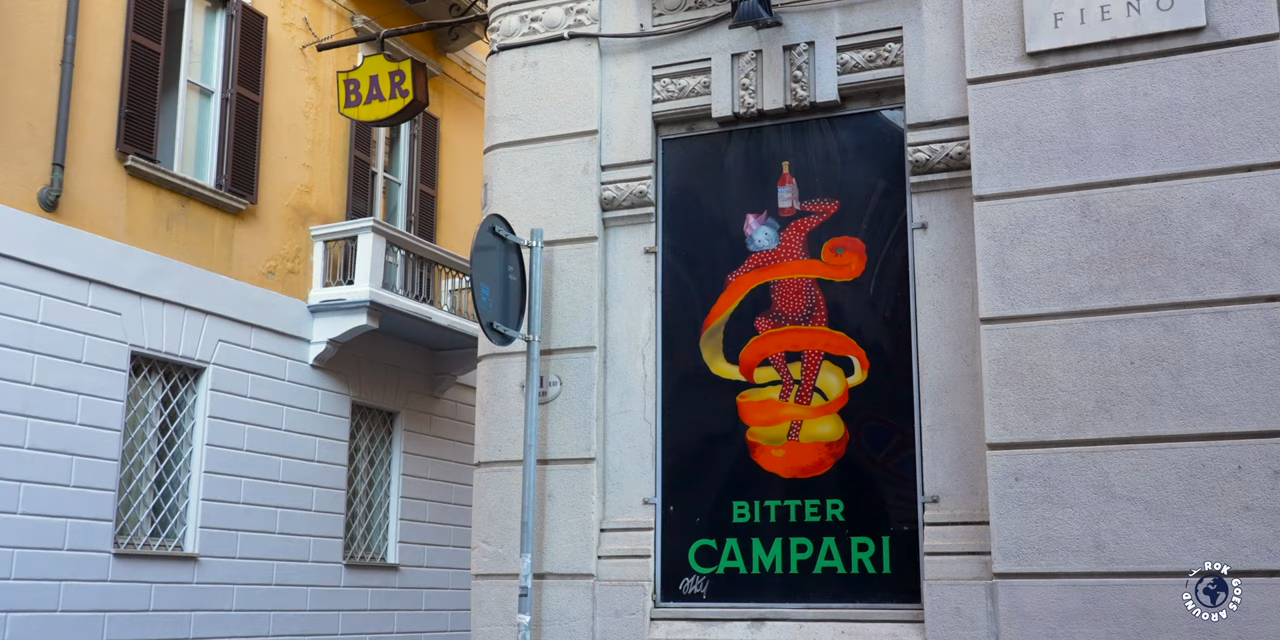 FIENO
BAR
BITTER
CAMPARI
ROK GOES AROUND